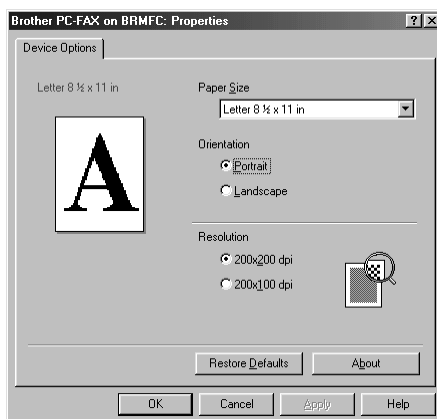 Brother PC-FAX on BRMFC: Properties
Device Options
Letter 8 ½ x 11 in
A
Paper Size
Letter 8 ½ x 11 in
Orientation
Portrait
Landscape
Resolution
200x200 dpi
200x100 dpi
Restore Defaults
About
OK
Cancel
Apply
Help